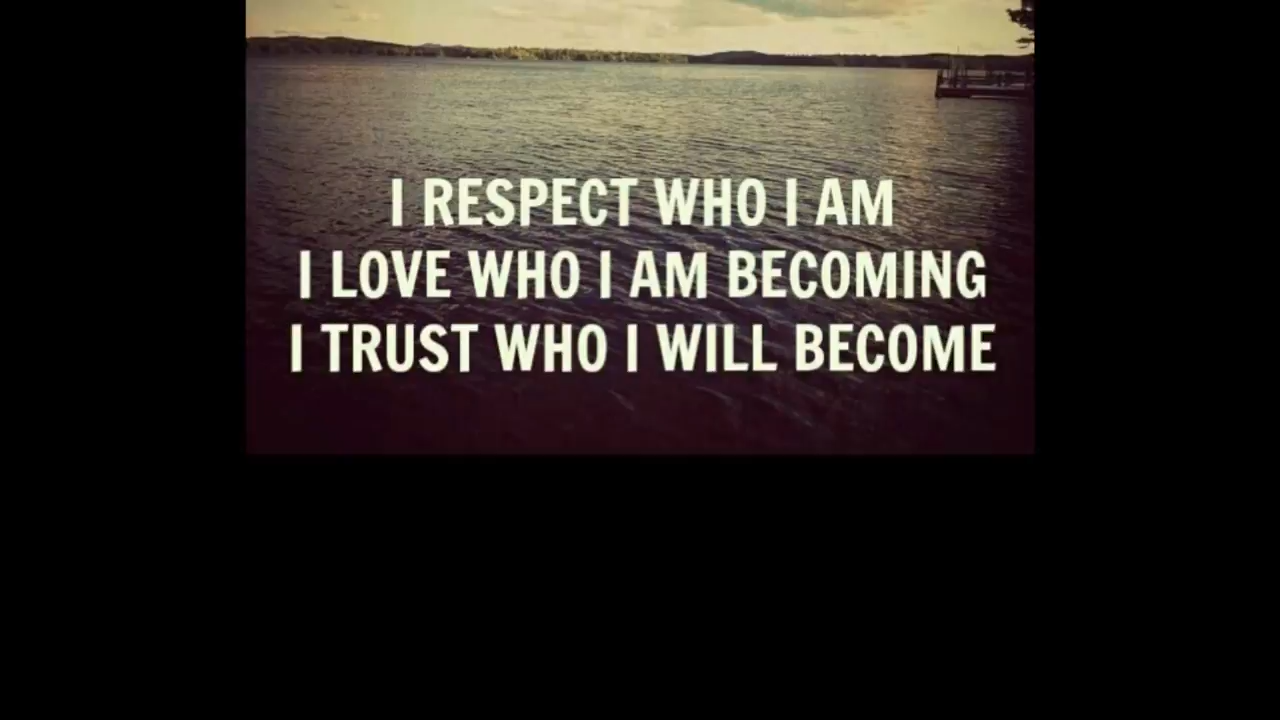 I RESPECT WHO I AM
I LOVE WHO I AM BECOMING
I TRUST WHO I WILL BECOME